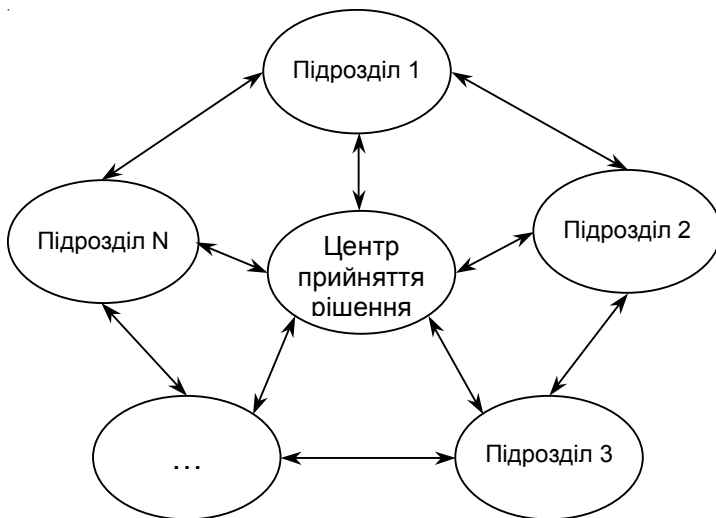 Підрозділ 1
Підрозділ N
Підрозділ 2
Центр
прийняття
рішення
...
Підрозділ 3